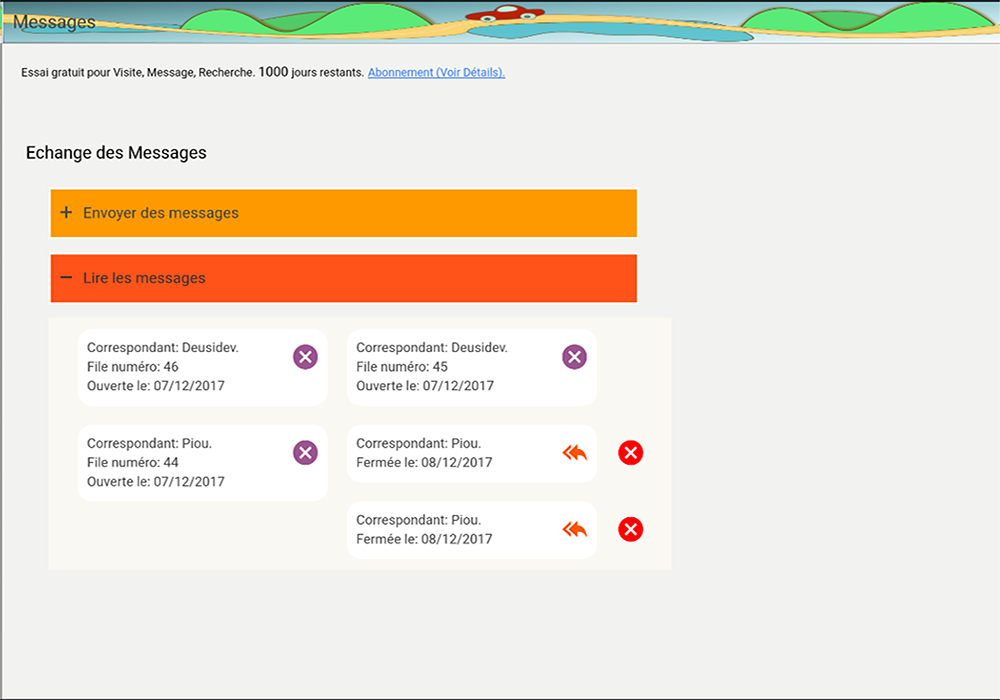 Messages
Essai gratuit pour Visite, Message, Recherche. 1000 jours restants. Abonnement (Voir Détails).
Echange des Messages
+ Envoyer des messages
− Lire les messages
Correspondant: Deusidev.
File numéro: 46
Ouverte le: 07/12/2017
Correspondant: Deusidev.
File numéro: 45
Ouverte le: 07/12/2017
Correspondant: Piou.
File numéro: 44
Ouverte le: 07/12/2017
Correspondant: Piou.
Fermée le: 08/12/2017
Correspondant: Piou.
Fermée le: 08/12/2017